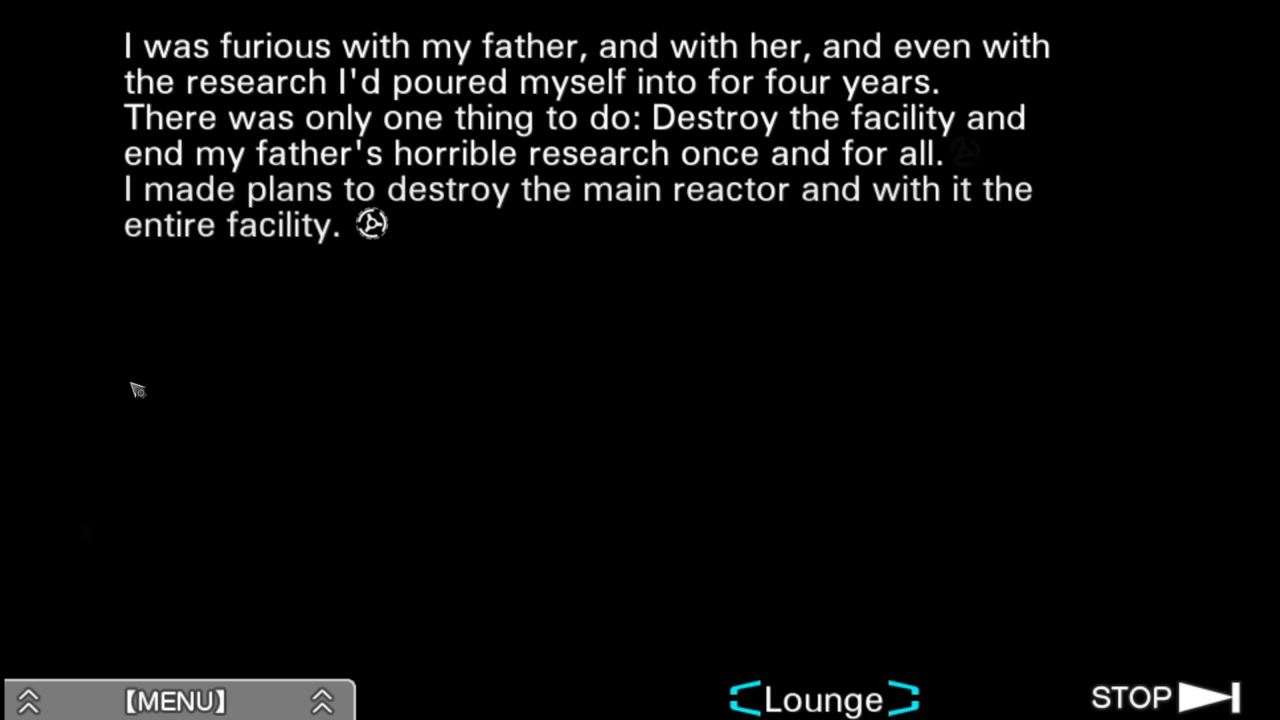 I was furious with my father, and with her, and even with
the research I'd poured myself into for four years.
There was only one thing to do: Destroy the facility and
end my father's horrible research once and for all.
I made plans to destroy the main reactor and with it the
entire facility.
【MENU】
Lounge
STOP